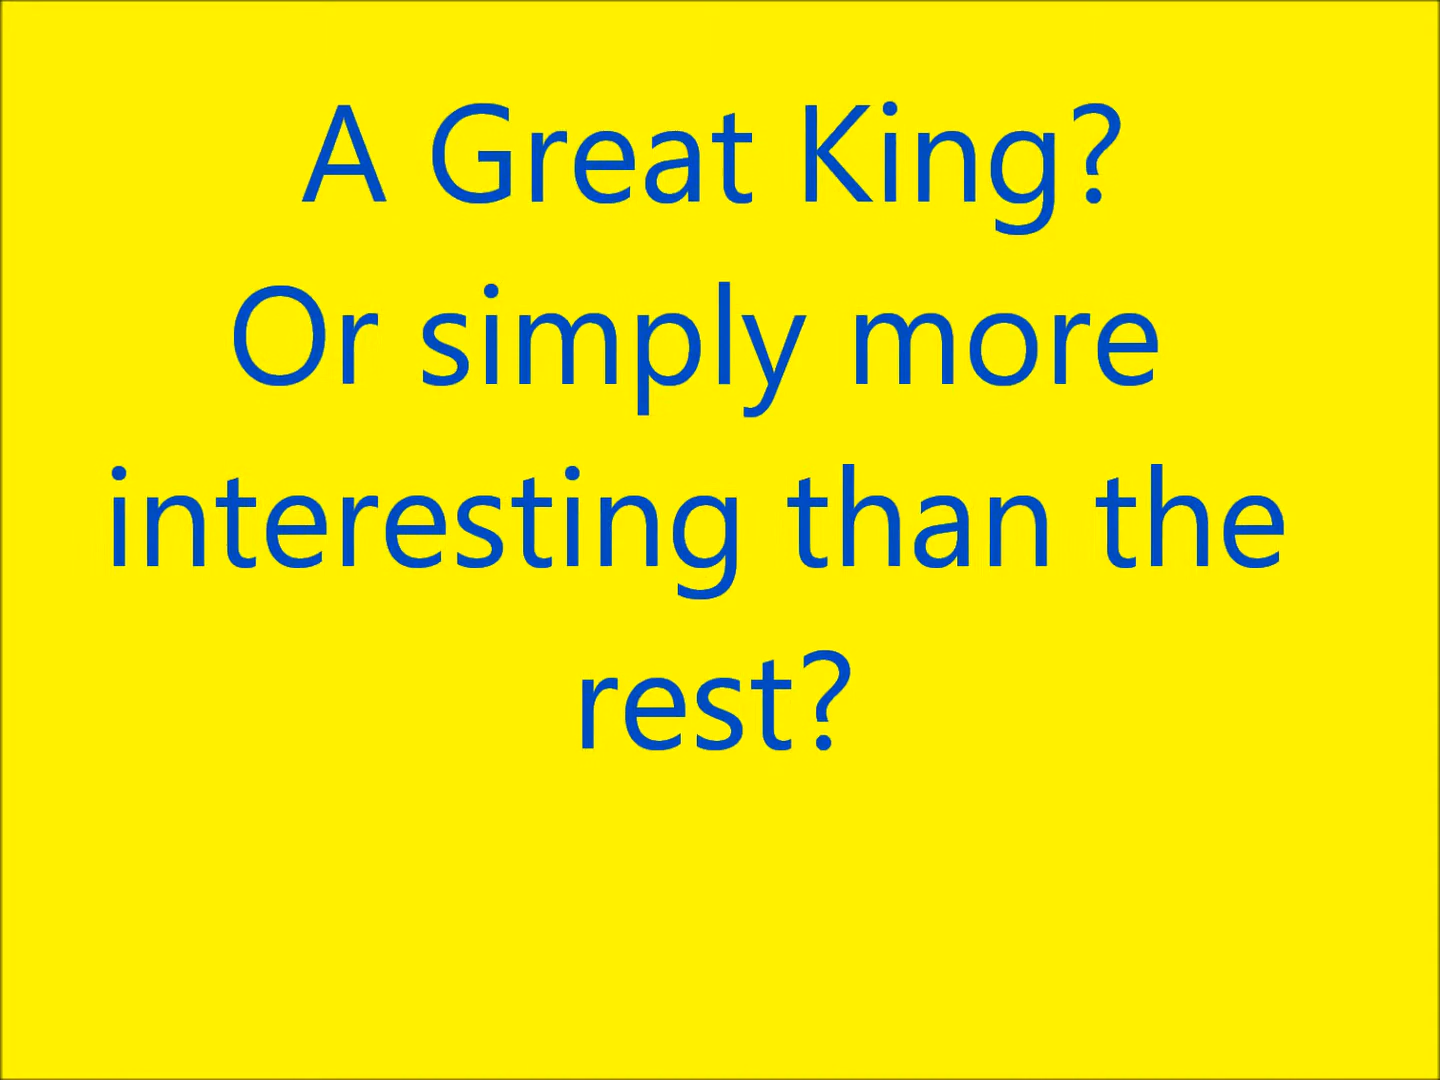 A Great King?
Or simply more
interesting than the
rest?